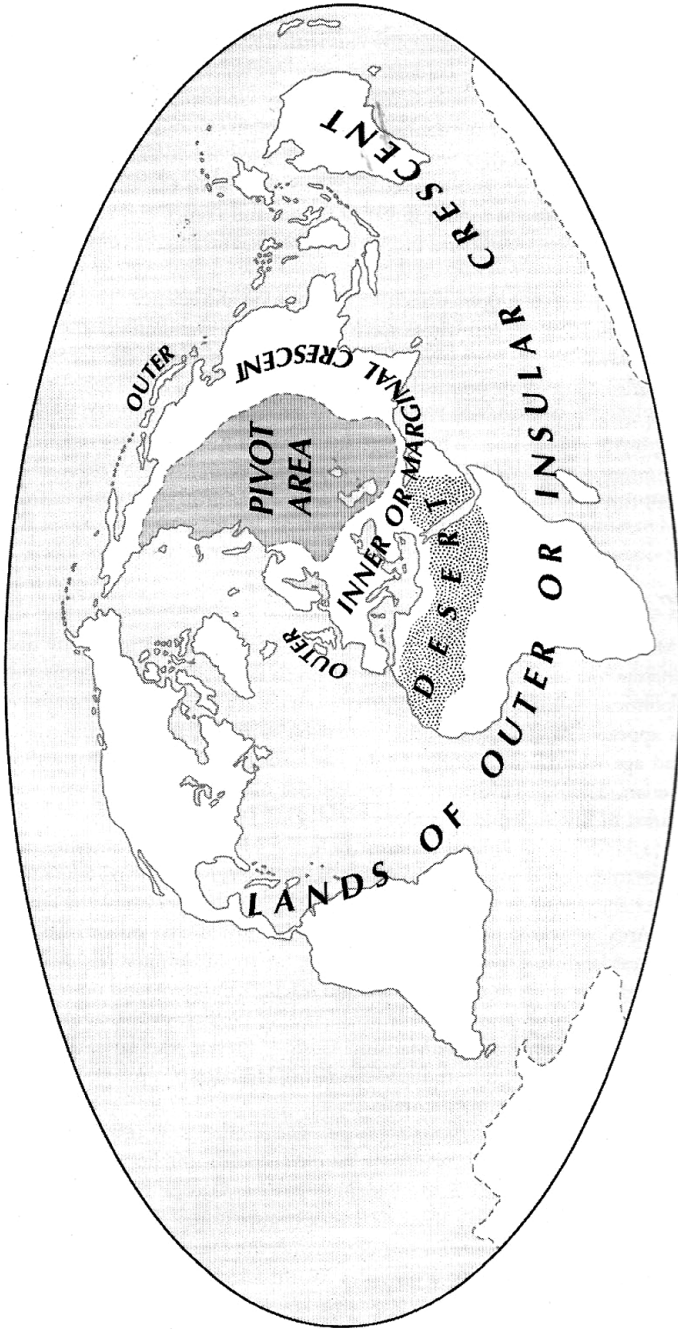 OUTER
PIVOT
AREA
OUTER
INNER OR MARGINAL CRESCENT
DESERT
LANDS OF OUTER OR INSULAR CRESCENT